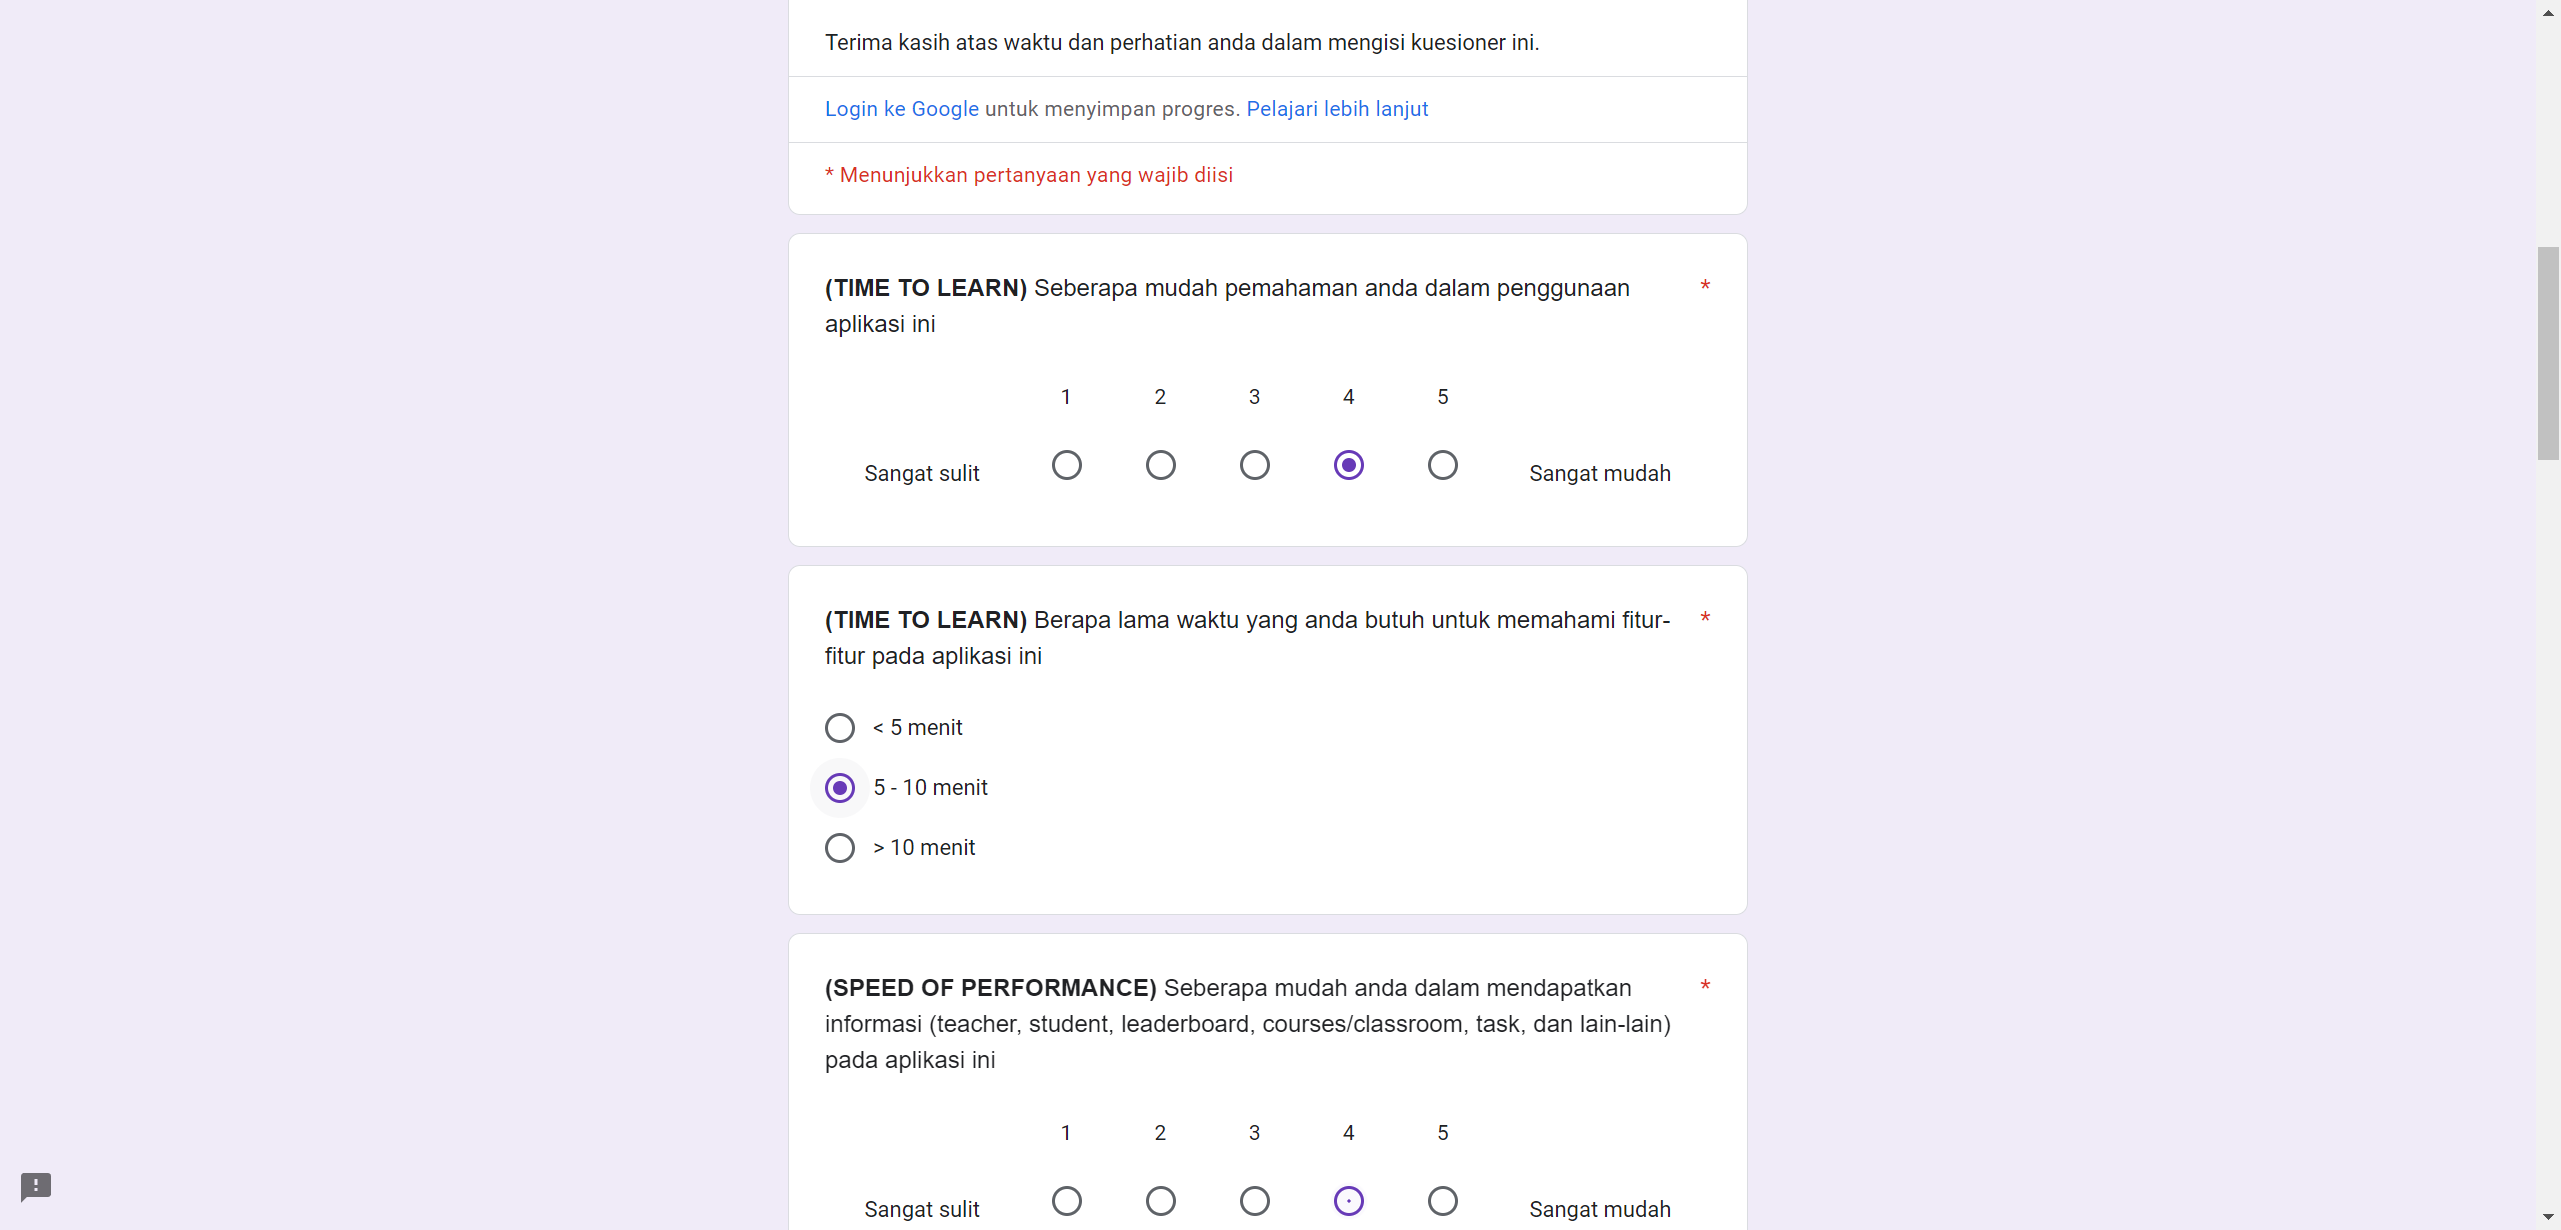 Terima kasih atas waktu dan perhatian anda dalam mengisi kuesioner ini.
Login ke Google untuk menyimpan progres. Pelajari lebih lanjut
* Menunjukkan pertanyaan yang wajib diisi
(TIME TO LEARN) Seberapa mudah pemahaman anda dalam penggunaan *
aplikasi ini
1 2 3 4 5
Sangat sulit Sangat mudah
(TIME TO LEARN) Berapa lama waktu yang anda butuh untuk memahami fitur- *
fitur pada aplikasi ini
< 5 menit
5 - 10 menit
> 10 menit
(SPEED OF PERFORMANCE) Seberapa mudah anda dalam mendapatkan *
informasi (teacher, student, leaderboard, courses/classroom, task, dan lain-lain)
pada aplikasi ini
1 2 3 4 5
Sangat sulit Sangat mudah